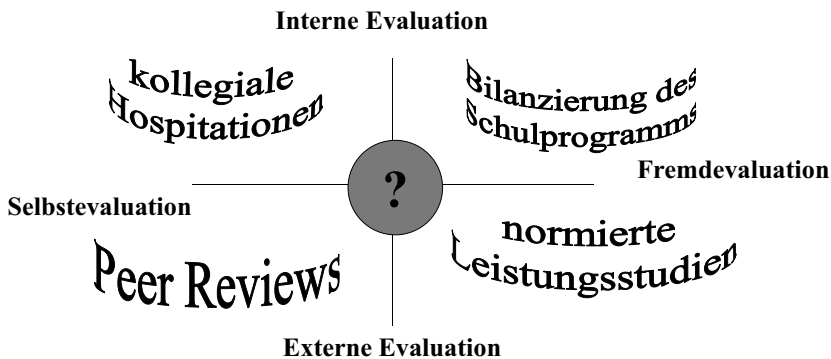 Interne Evaluation
kollegiale
Hospitationen
Bilanzierung des
Schulprogramms
?
Fremdevaluation
Selbstevaluation
Peer Reviews
normierte
Leistungsstudien
Externe Evaluation